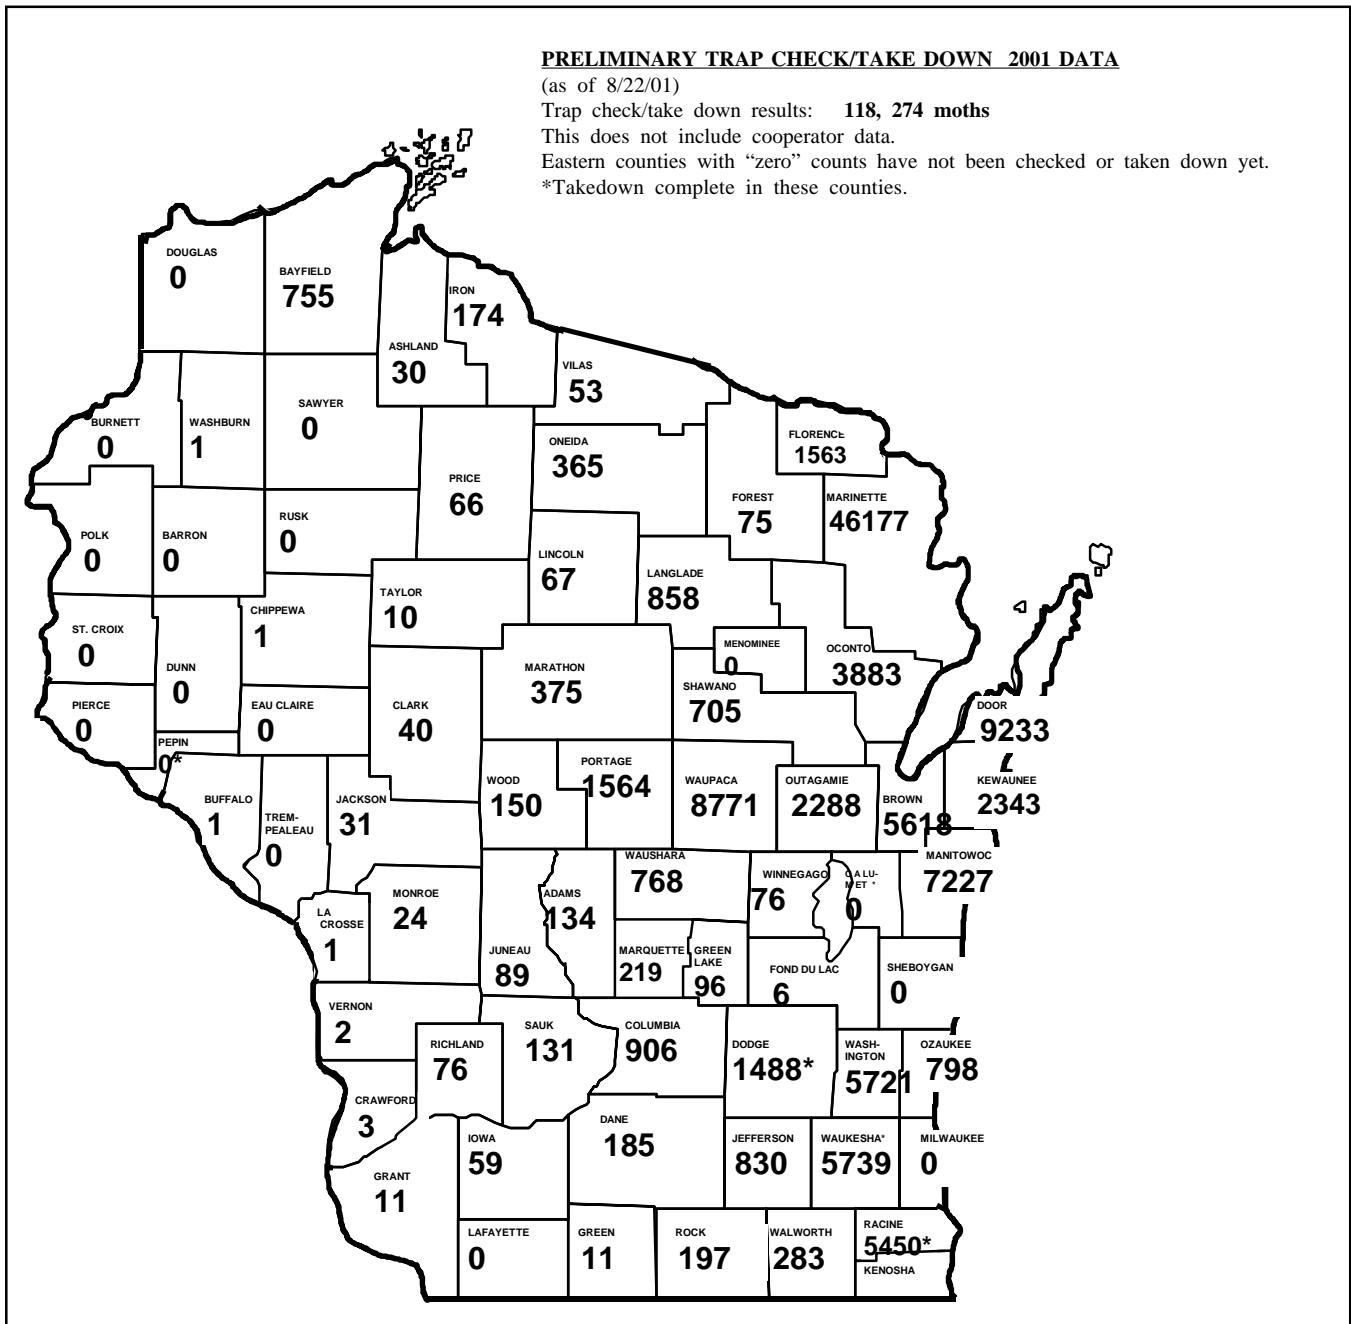 PRELIMINARY TRAP CHECK/TAKE DOWN 2001 DATA
(as of 8/22/01)
Trap check/take down results: 118, 274 moths
This does not include cooperator data.
Eastern counties with “zero” counts have not been checked or taken down yet.
*Takedown complete in these counties.
DOUGLAS
0
BAYFIELD
755
IRON
174
ASHLAND
30
VILAS
53
BURNETT
0
WASHBURN
1
SAWYER
0
PRICE
66
ONEIDA
365
FLORENCE
1563
FOREST
75
MARINETTE
46177
POLK
0
BARRON
0
RUSK
0
LINCOLN
67
LANGLADE
858
TAYLOR
10
CHIPPEWA
1
ST. CROIX
0
DUNN
0
MARATHON
375
MENOMINEE
0
OCONTO
3883
SHAWANO
705
PIERCE
0
EAU CLAIRE
0
CLARK
40
DOOR
9233
PEPIN
0*
BUFFALO
1
TREM-
PEALEAU
0
JACKSON
31
WOOD
150
PORTAGE
1564
WAUPACA
8771
OUTAGAMIE
2288
BROWN
5618
KEWAUNEE
2343
MANITOWOC
7227
WAUSHARA
768
WINNEGAGO
76
CALU-
MET *
0
LA
CROSSE
1
MONROE
24
JUNEAU
89
ADAMS
134
MARQUETTE
219
GREEN
LAKE
96
FOND DU LAC
6
SHEBOYGAN
0
VERNON
2
RICHLAND
76
SAUK
131
COLUMBIA
906
DODGE
1488*
WASH-
INGTON
5721
OZAUKEE
798
CRAWFORD
3
GRANT
11
IOWA
59
DANE
185
JEFFERSON
830
WAUKESHA*
5739
MILWAUKEE
0
LAFAYETTE
0
GREEN
11
ROCK
197
WALWORTH
283
RACINE
5450*
KENOSHA